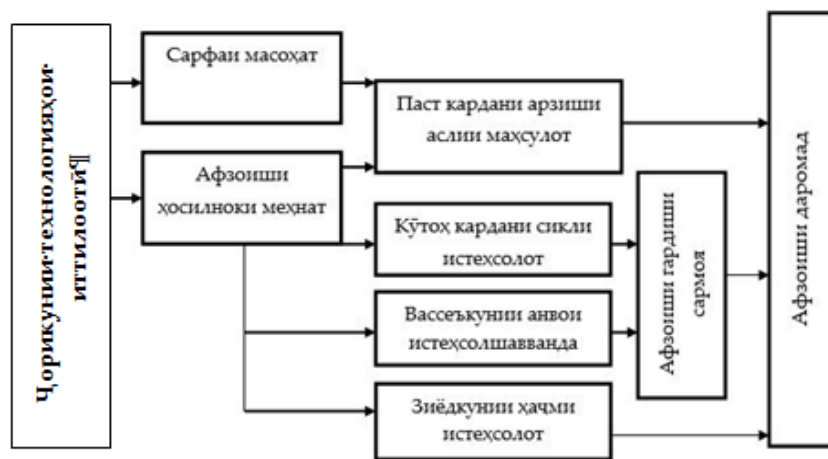 Ҷорикунии·технологияҳои·
иттилоотӣ¶
Сарфаи масоҳат
Афзоиши
ҳосилноки меҳнат
Паст кардани арзиши
аслии маҳсулот
Кӯтоҳ кардани сикли
истеҳсолот
Вассеъкунии анвои
истеҳсолшавванда
Зиёдкунии ҳаҷми
истеҳсолот
Афзоиши гардиши
сармоя
Афзоиши даромад